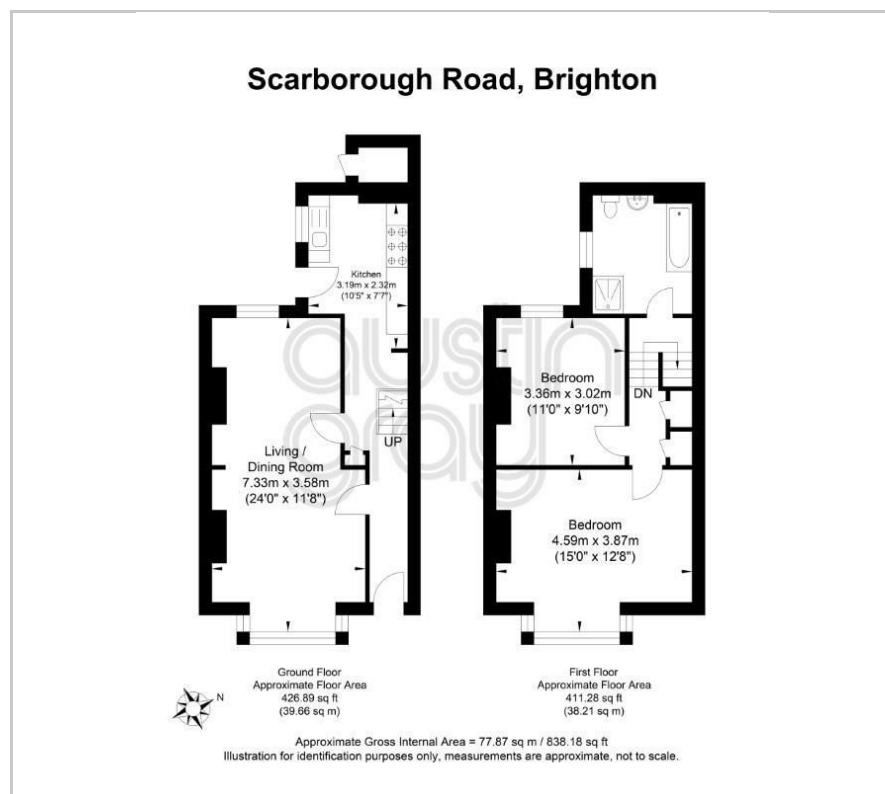 Scarborough Road, Brighton
Kitchen
3.19m x 2.32m
(10'5" x 7'7")
UP
Living /
Dining Room
7.33m x 3.58m
(24'0" x 11'8")
Bedroom
3.36m x 3.02m
(11'0" x 9'10")
DN
Bedroom
4.59m x 3.87m
(15'0" x 12'8")
austin
gray
Ground Floor
Approximate Floor Area
426.89 sq ft
(39.66 sq m)
First Floor
Approximate Floor Area
411.28 sq ft
(38.21 sq m)
N
Approximate Gross Internal Area = 77.87 sq m / 838.18 sq ft
Illustration for identification purposes only, measurements are approximate, not to scale.